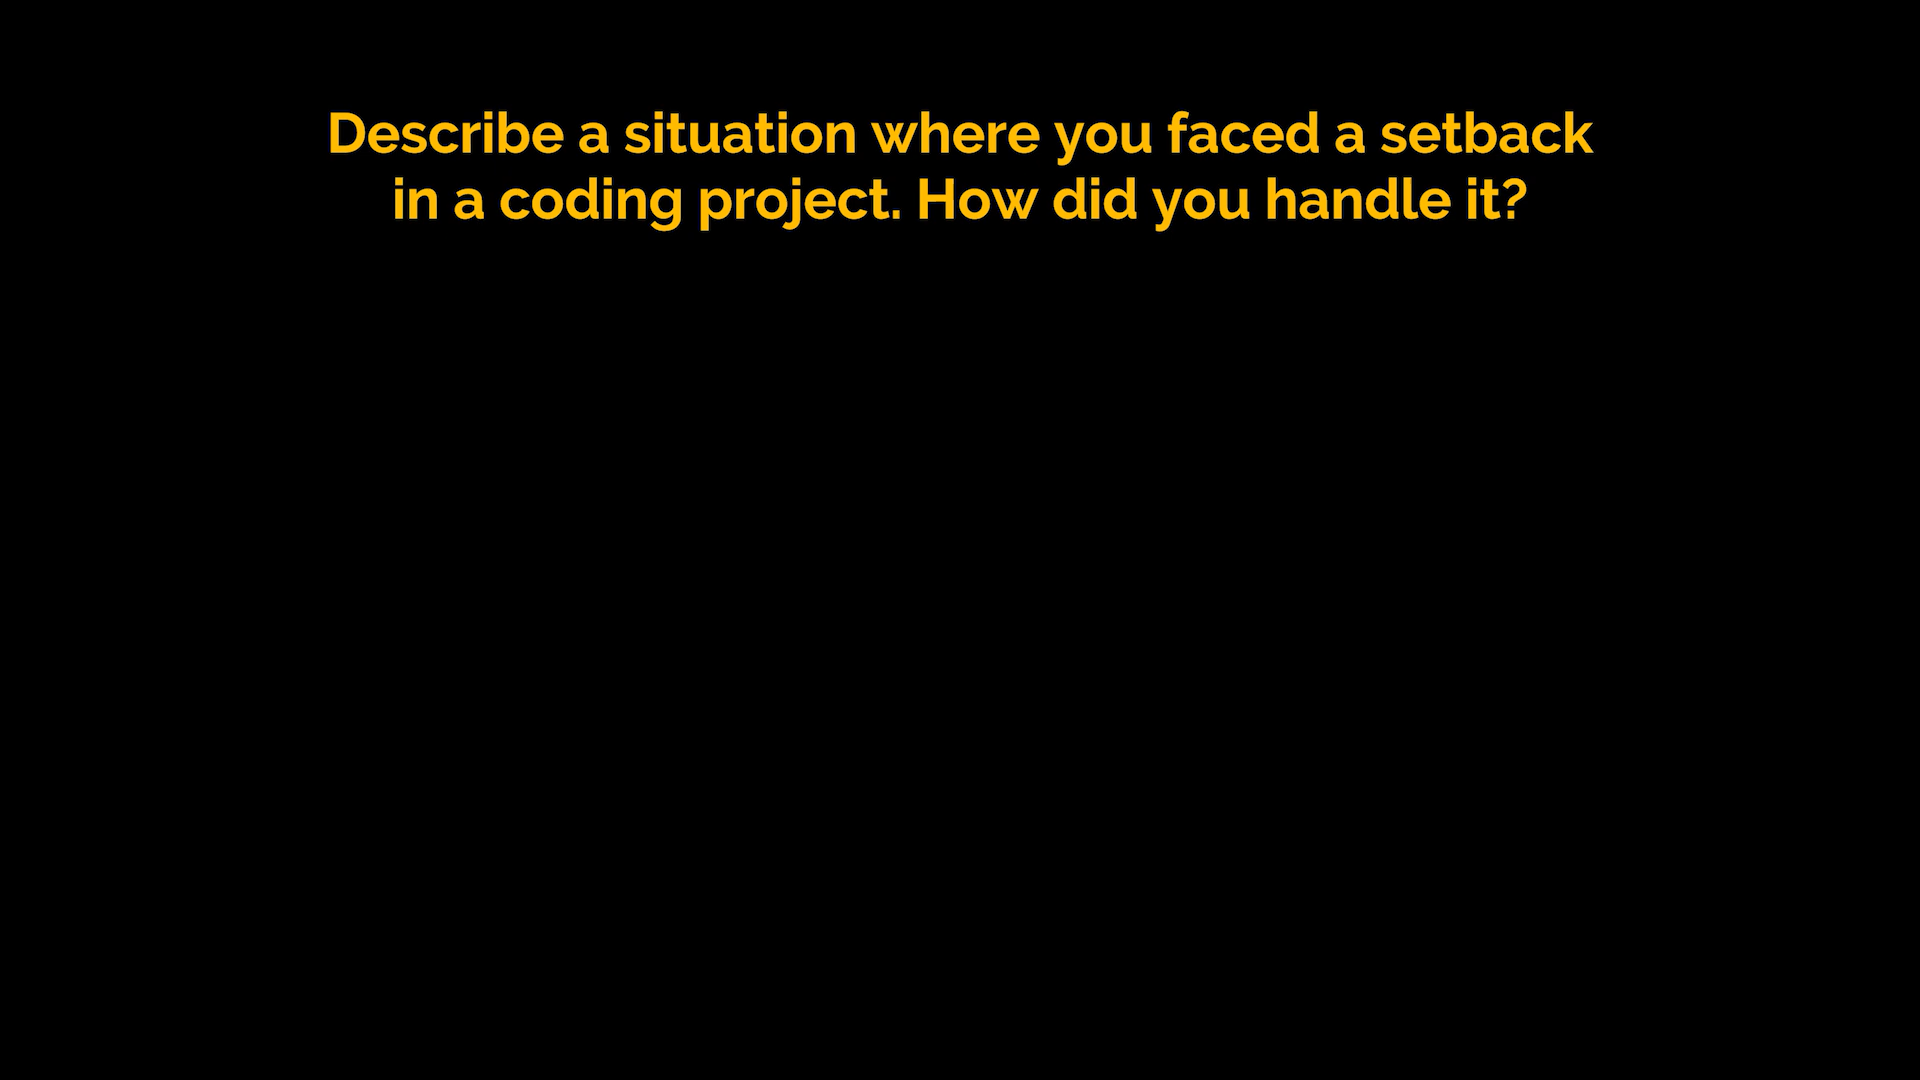 Describe a situation where you faced a setback
in a coding project. How did you handle it?